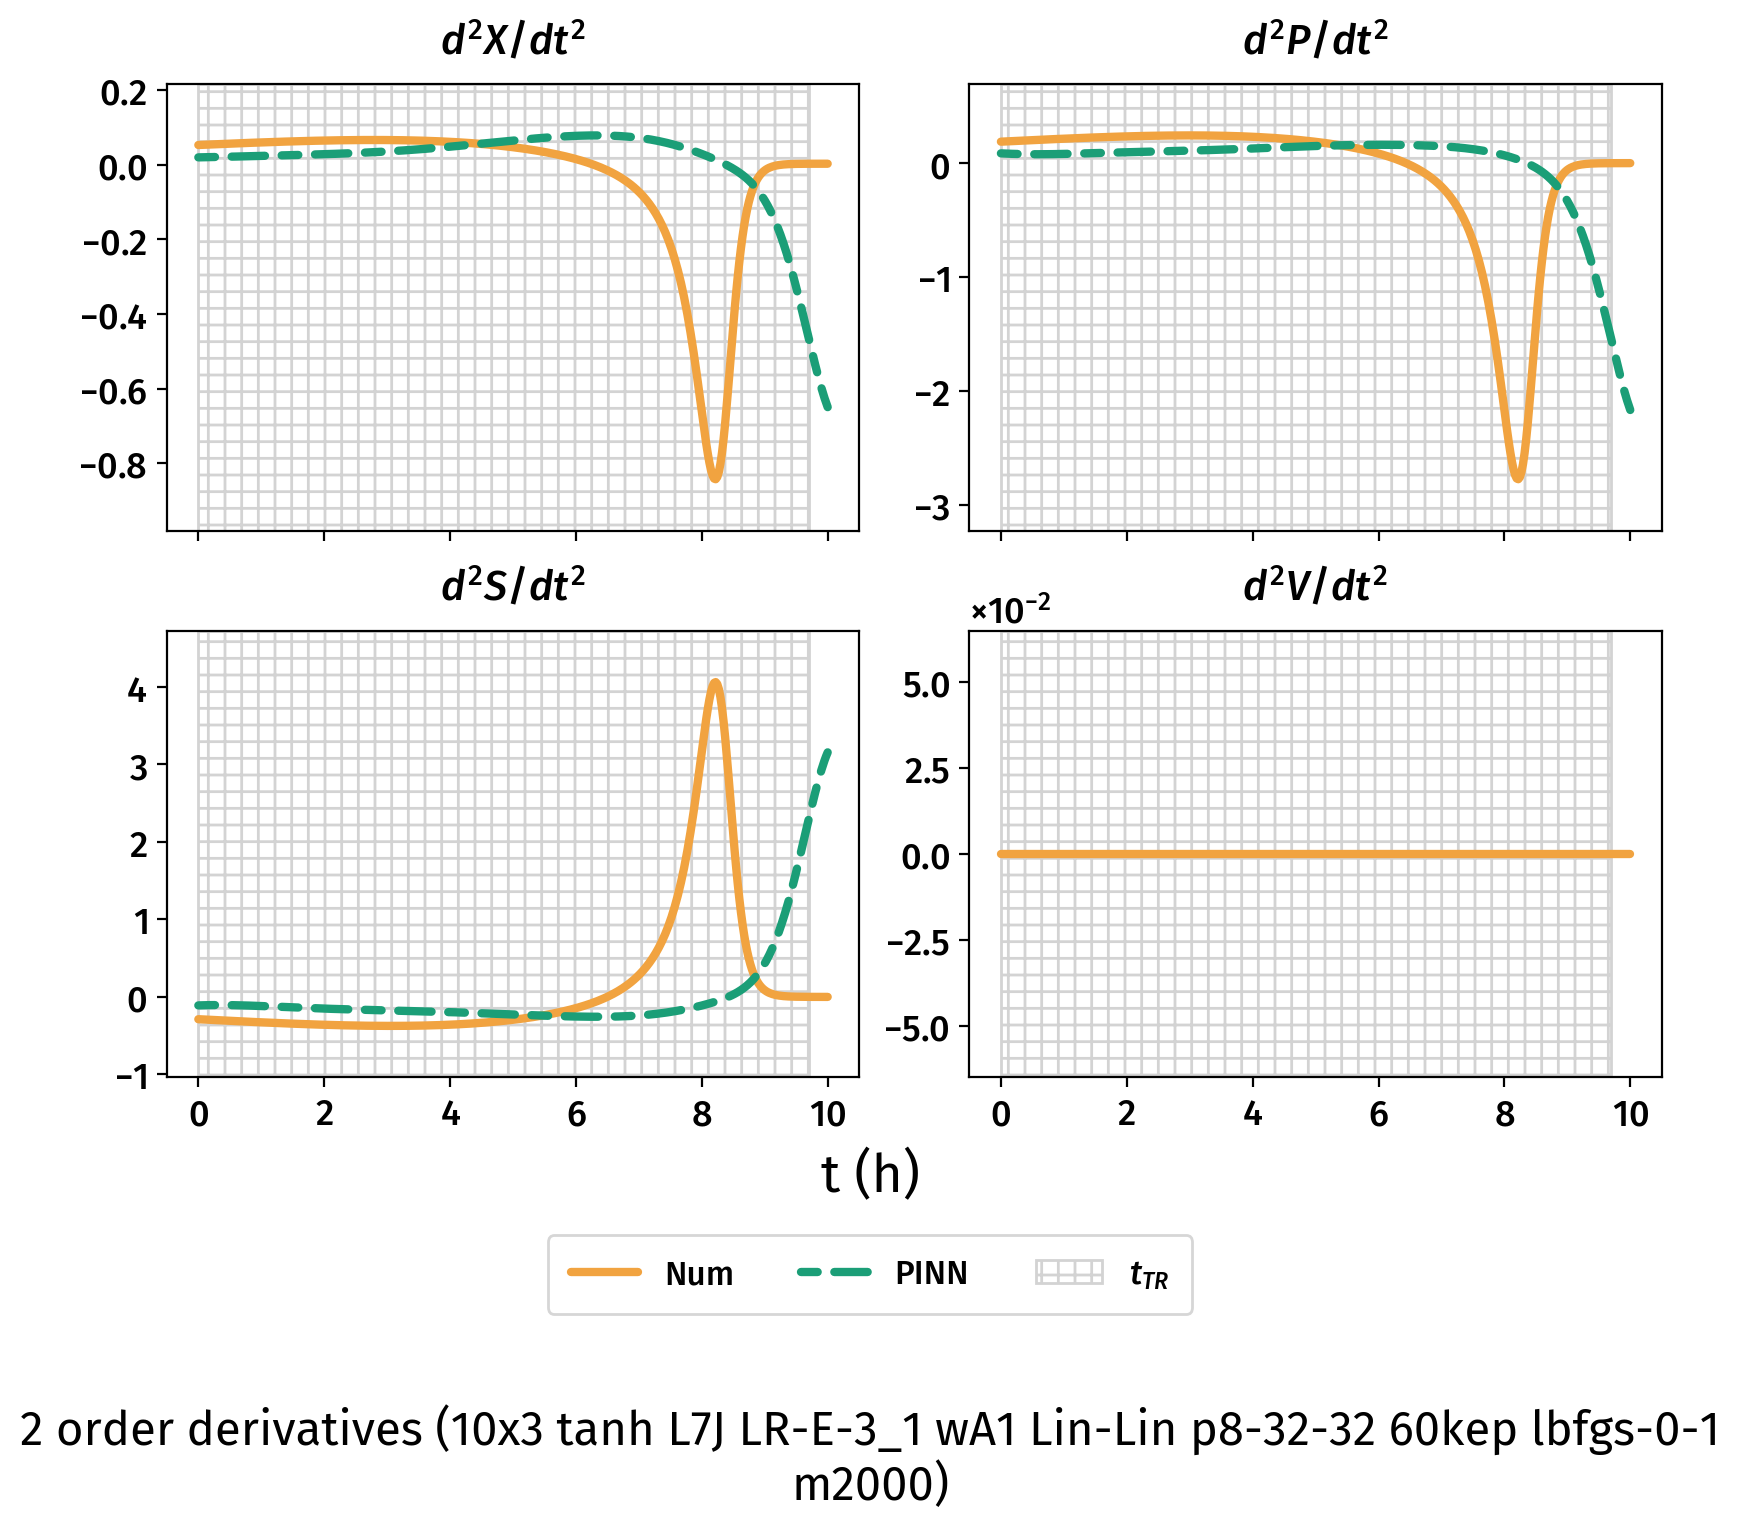 d²X/dt²
d²P/dt²
0.2
0.0
−0.2
−0.4
−0.6
−0.8
0
−1
−2
−3
d²S/dt²
d²V/dt²
×10⁻²
4
3
2
1
0
−1
5.0
2.5
0.0
−2.5
−5.0
0 2 4 6 8 10
0 2 4 6 8 10
t (h)
Num PINN t_TR
2 order derivatives (10x3 tanh L7J LR-E-3_1 wA1 Lin-Lin p8-32-32 60kep lbfgs-0-1
m2000)